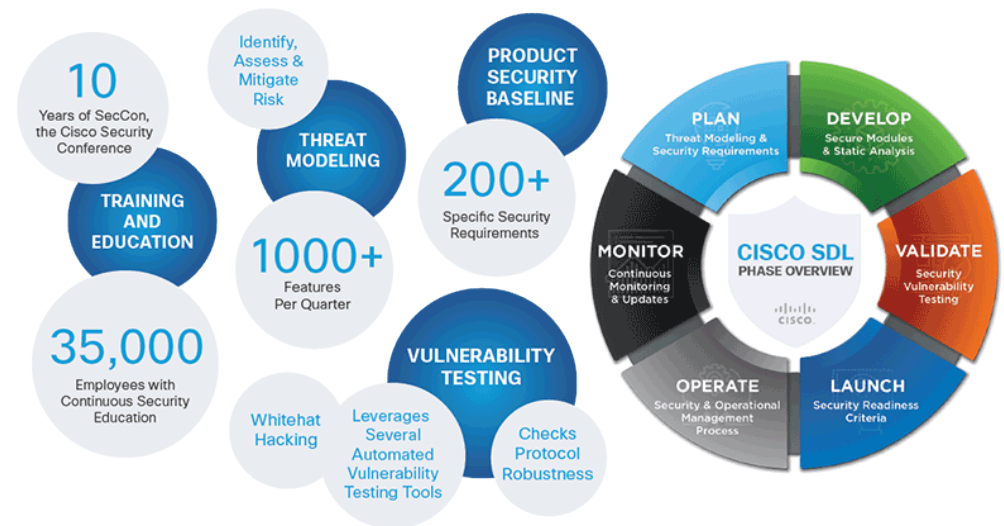 10
Years of SecCon,
the Cisco Security
Conference
TRAINING
AND
EDUCATION
35,000
Employees with
Continuous Security
Education
Identify,
Assess &
Mitigate
Risk
THREAT
MODELING
1000+
Features
Per Quarter
PRODUCT
SECURITY
BASELINE
200+
Specific Security
Requirements
VULNERABILITY
TESTING
Whitehat
Hacking
Leverages
Several
Automated
Vulnerability
Testing Tools
Checks
Protocol
Robustness
CISCO SDL
PHASE OVERVIEW
CISCO.
PLAN
Threat Modeling &
Security Requirements
DEVELOP
Secure Modules
& Static Analysis
VALIDATE
Security
Vulnerability
Testing
LAUNCH
Security Readiness
Criteria
OPERATE
Security & Operational
Management
Process
MONITOR
Continuous
Monitoring
& Updates